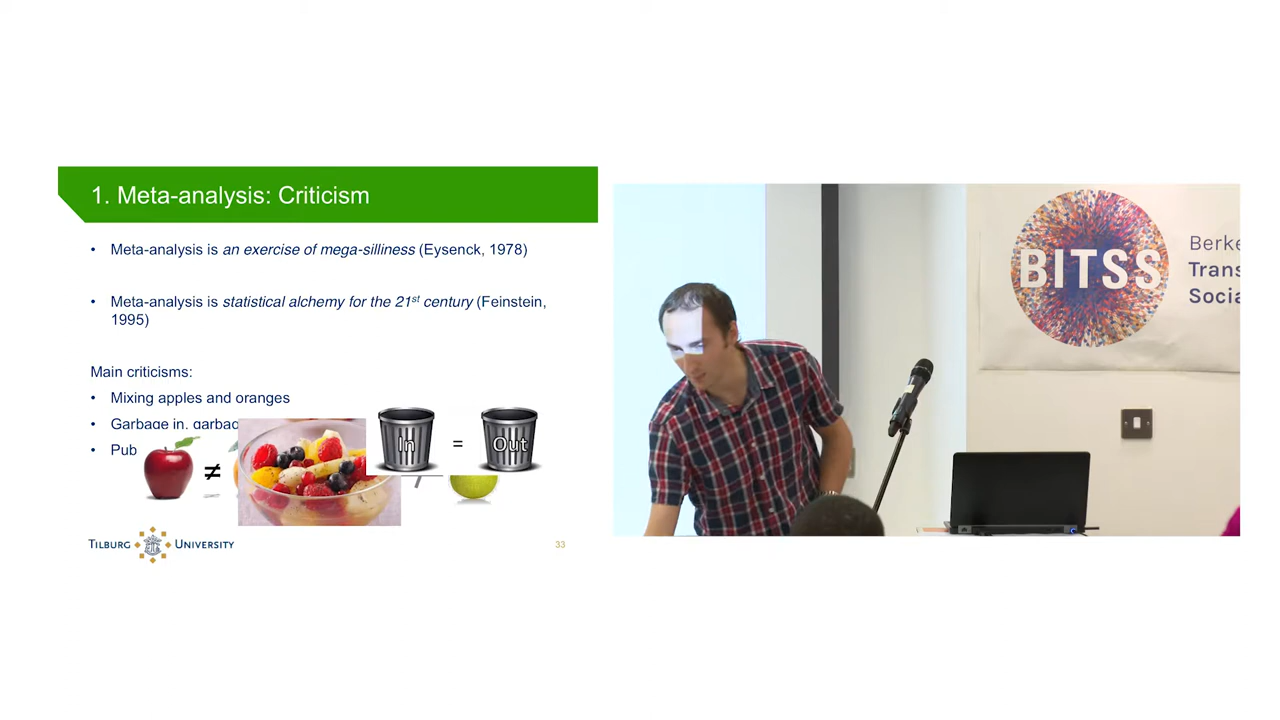 1. Meta-analysis: Criticism
• Meta-analysis is an exercise of mega-silliness (Eysenck, 1978)
• Meta-analysis is statistical alchemy for the 21st century (Feinstein,
1995)
Main criticisms:
• Mixing apples and oranges
• Garbage in, garbag
• Pub
≠
In = Out
TILBURG UNIVERSITY
33
BITSS
Berke
Trans
Socia